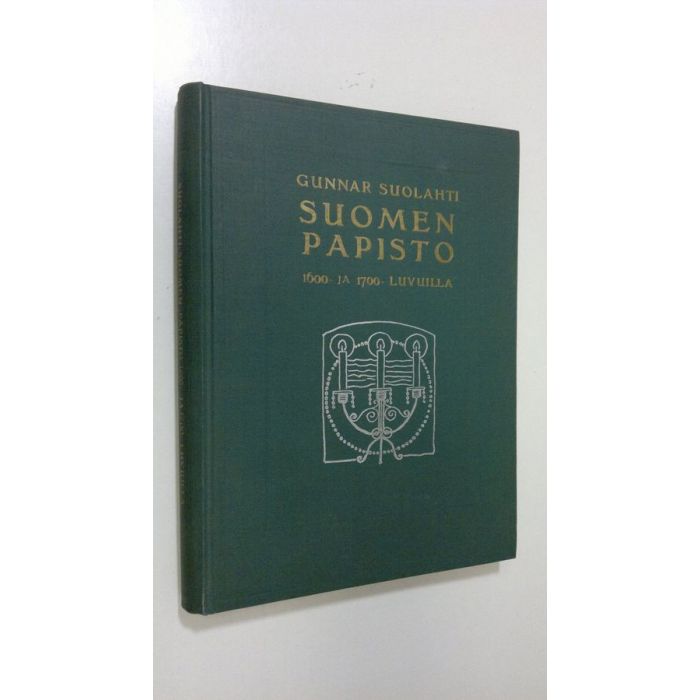 GUNNAR SUOLAHTI
SUOMEN
PAPISTO
1600- JA 1700- LUVUILLA